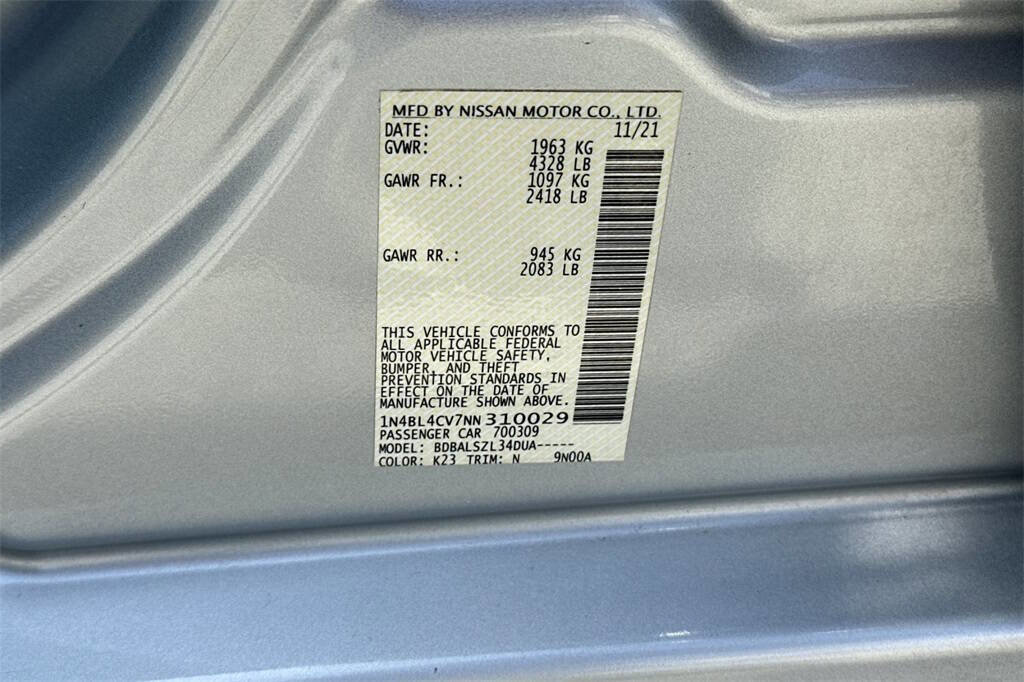 MFD BY NISSAN MOTOR CO., LTD.
DATE: 11/21
GVWR: 1963 KG
4328 LB
GAWR FR.: 1097 KG
2418 LB
GAWR RR.: 945 KG
2083 LB
THIS VEHICLE CONFORMS TO
ALL APPLICABLE FEDERAL
MOTOR VEHICLE SAFETY,
BUMPER, AND THEFT
PREVENTION STANDARDS IN
EFFECT ON THE DATE OF
MANUFACTURE SHOWN ABOVE.
1N4BL4CV7NN310029
PASSENGER CAR 700309
MODEL: BDBALSZL34DUA-----
COLOR: K23 TRIM: N 9N00A